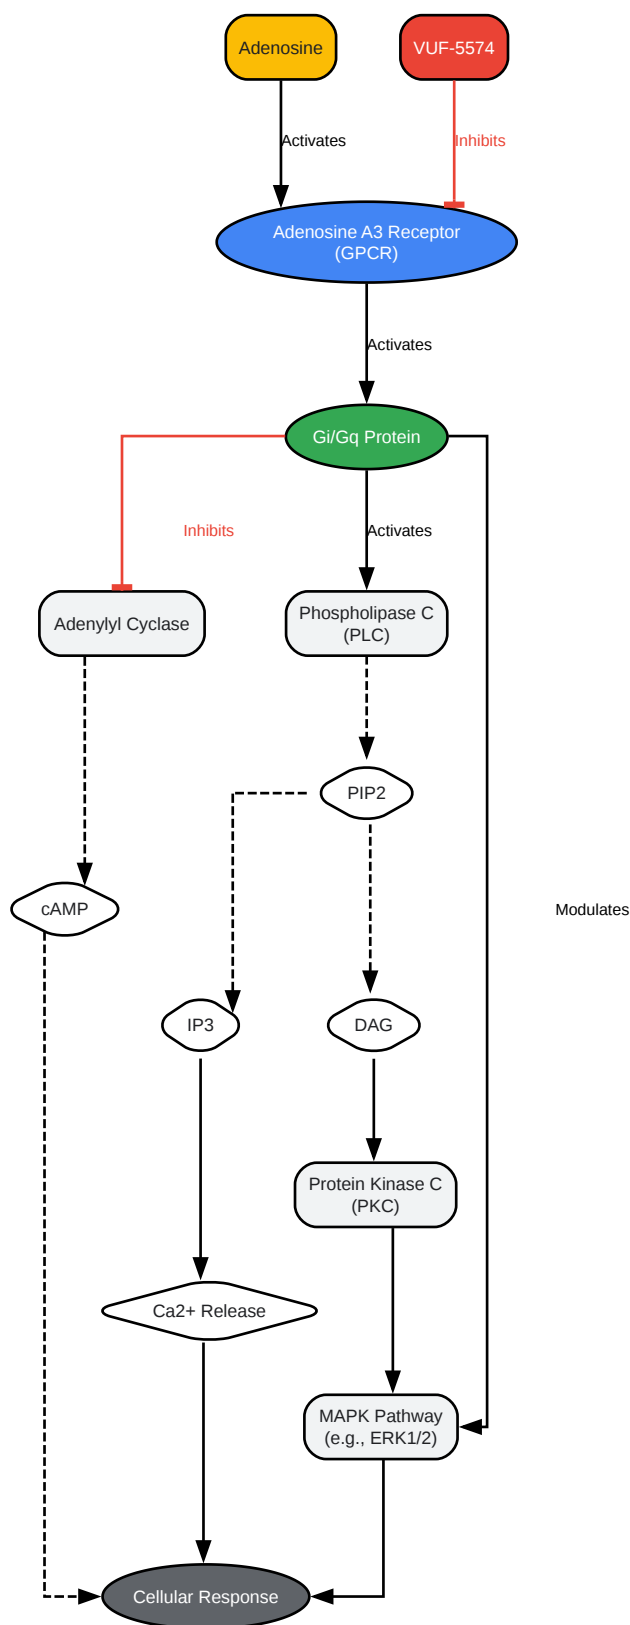 Adenosine
VUF-5574
Activates
Inhibits
Adenosine A3 Receptor
(GPCR)
Activates
Gi/Gq Protein
Inhibits
Activates
Adenylyl Cyclase
Phospholipase C
(PLC)
PIP2
cAMP
Modulates
IP3
DAG
Protein Kinase C
(PKC)
Ca2+ Release
MAPK Pathway
(e.g., ERK1/2)
Cellular Response